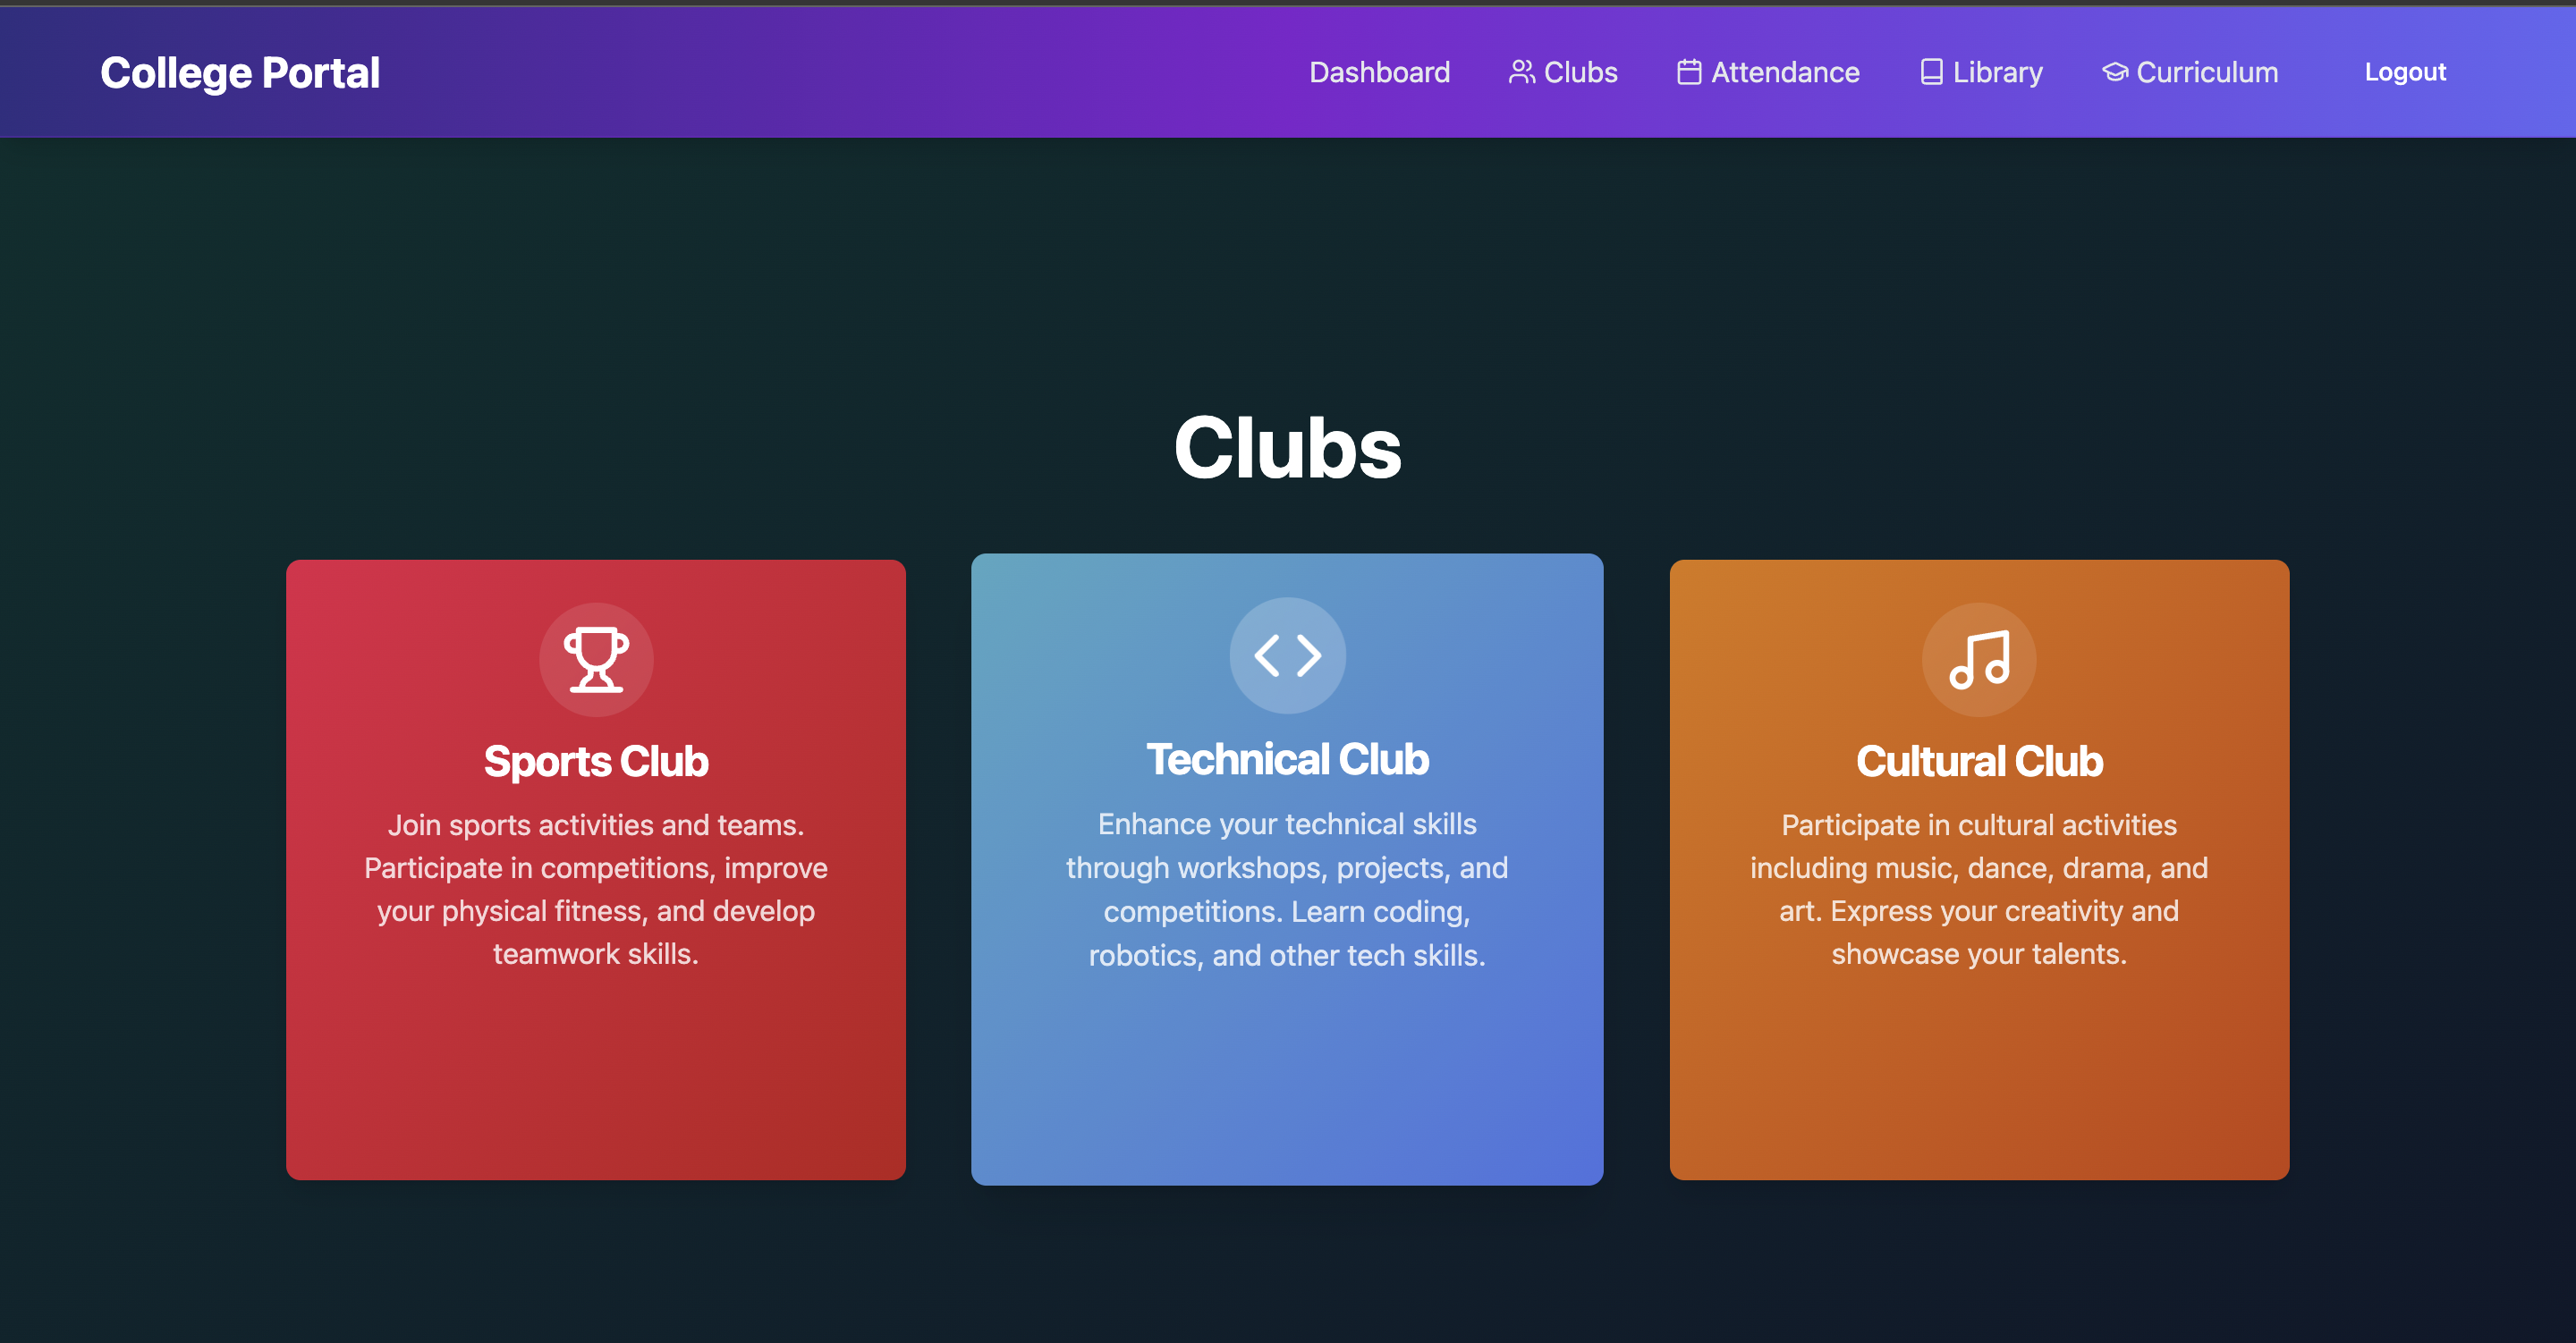 College Portal
Dashboard
Clubs
Attendance
Library
Curriculum
Logout
Clubs
Sports Club
Join sports activities and teams.
Participate in competitions, improve
your physical fitness, and develop
teamwork skills.
Technical Club
Enhance your technical skills
through workshops, projects, and
competitions. Learn coding,
robotics, and other tech skills.
Cultural Club
Participate in cultural activities
including music, dance, drama, and
art. Express your creativity and
showcase your talents.